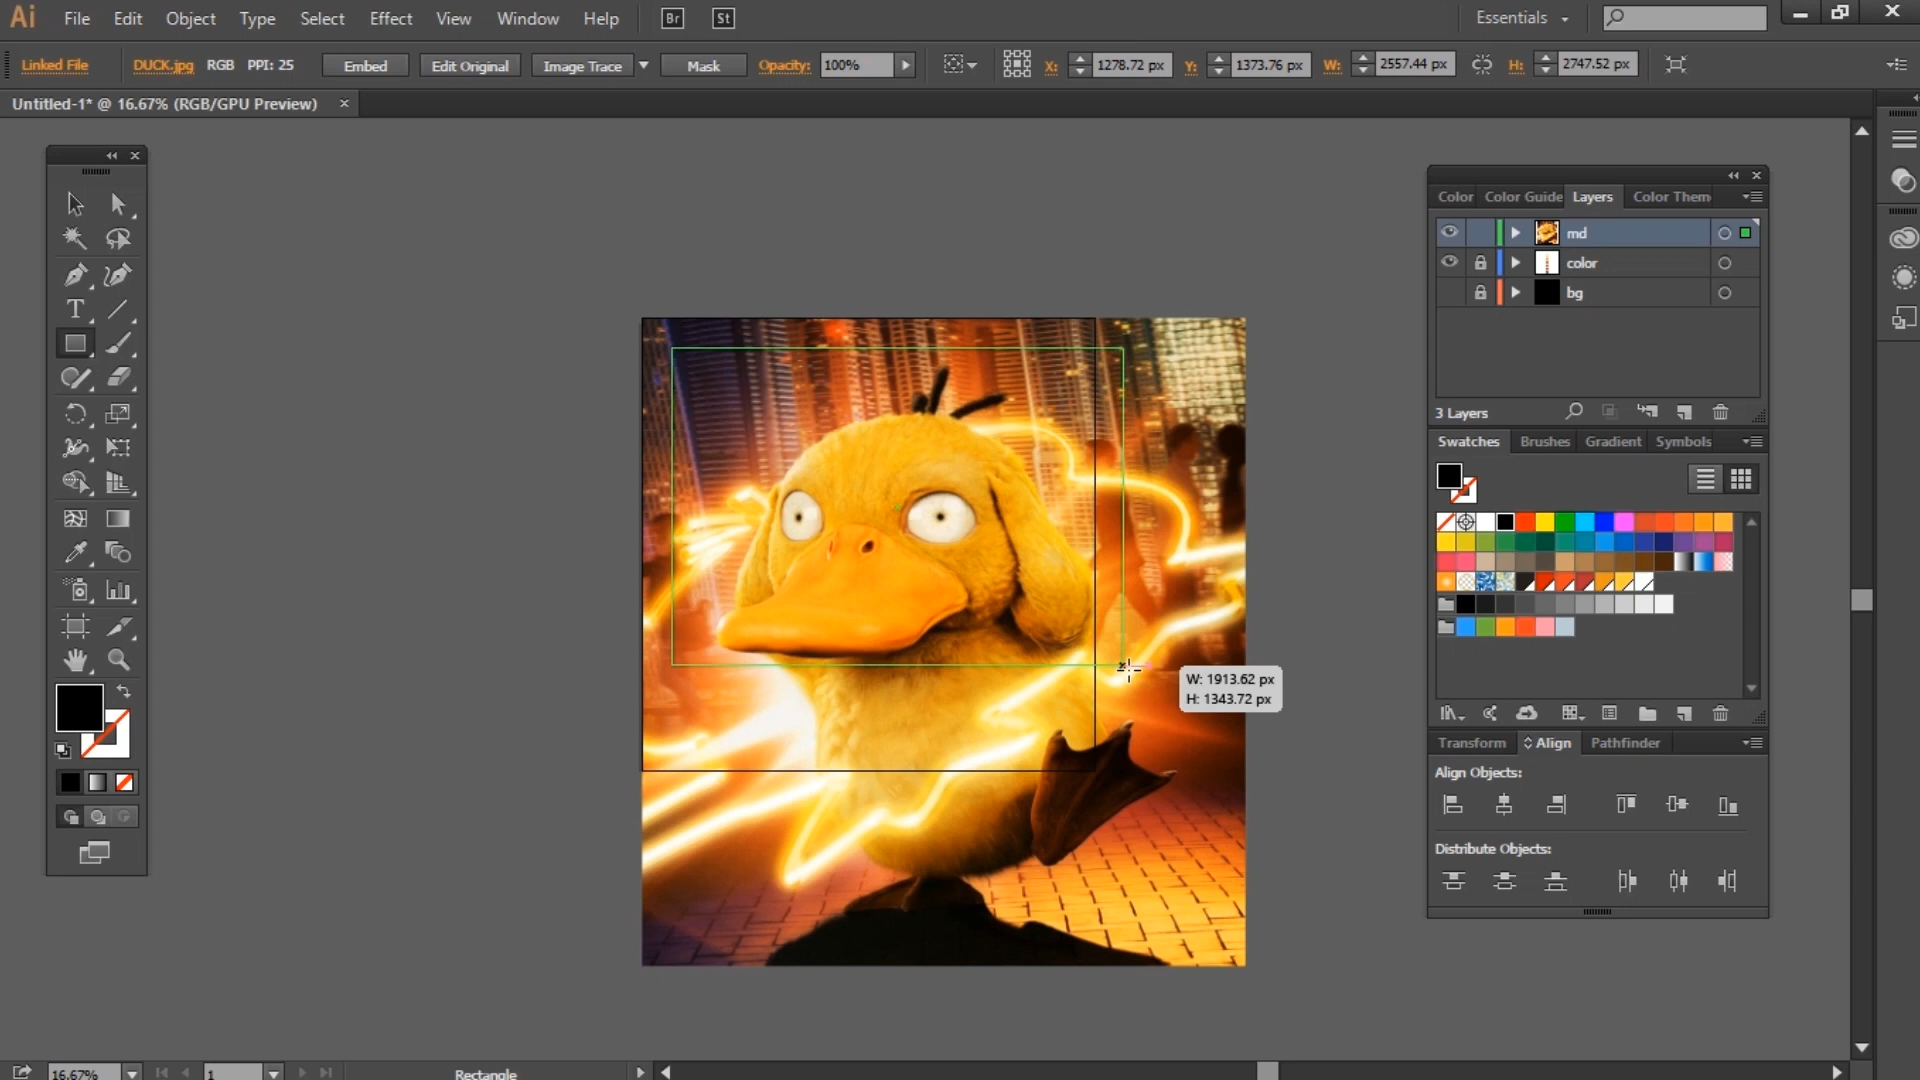 Ai File Edit Object Type Select Effect View Window Help Br St Essentials
Linked File DUCK.jpg RGB PPI: 25 Embed Edit Original Image Trace Mask Opacity: 100% X: 1278.72 px Y: 1373.76 px W: 2557.44 px H: 2747.52 px
Untitled-1* @ 16.67% (RGB/GPU Preview)
Color Color Guide Layers Color Them
md
color
bg
3 Layers
Swatches Brushes Gradient Symbols
W: 1913.62 px
H: 1343.72 px
Transform Align Pathfinder
Align Objects:
Distribute Objects:
16.67% 1 Rectangle